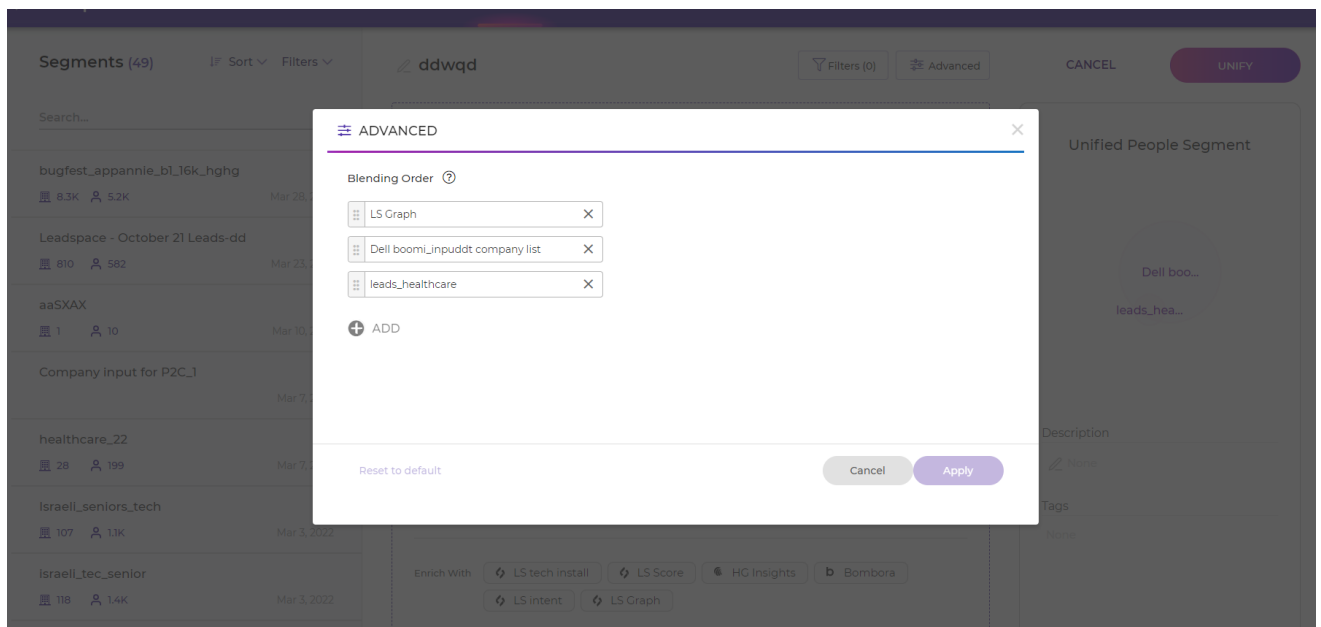 Segments (49)
Sort
Filters
ddwqd
Filters (0)
Advanced
CANCEL
UNIFY
Search...
bugfest_appannie_b1_16k_hghg
8.3K 5.2K Mar 28,
Leadspace - October 21 Leads-dd
810 582 Mar 23,
aaSXAX
1 10 Mar 10,
Company input for P2C_1
Mar 7,
healthcare_22
28 199 Mar 7,
Israeli_seniors_tech
107 1.1K Mar 3, 2022
israeli_tec_senior
118 1.4K Mar 3, 2022
ADVANCED
Blending Order ?
LS Graph
Dell boomi_inpuddt company list
leads_healthcare
ADD
Reset to default
Cancel
Apply
Enrich With LS tech install LS Score HG Insights b Bombora
LS intent LS Graph
Unified People Segment
Dell boo...
leads_hea...
Description
None
Tags
None